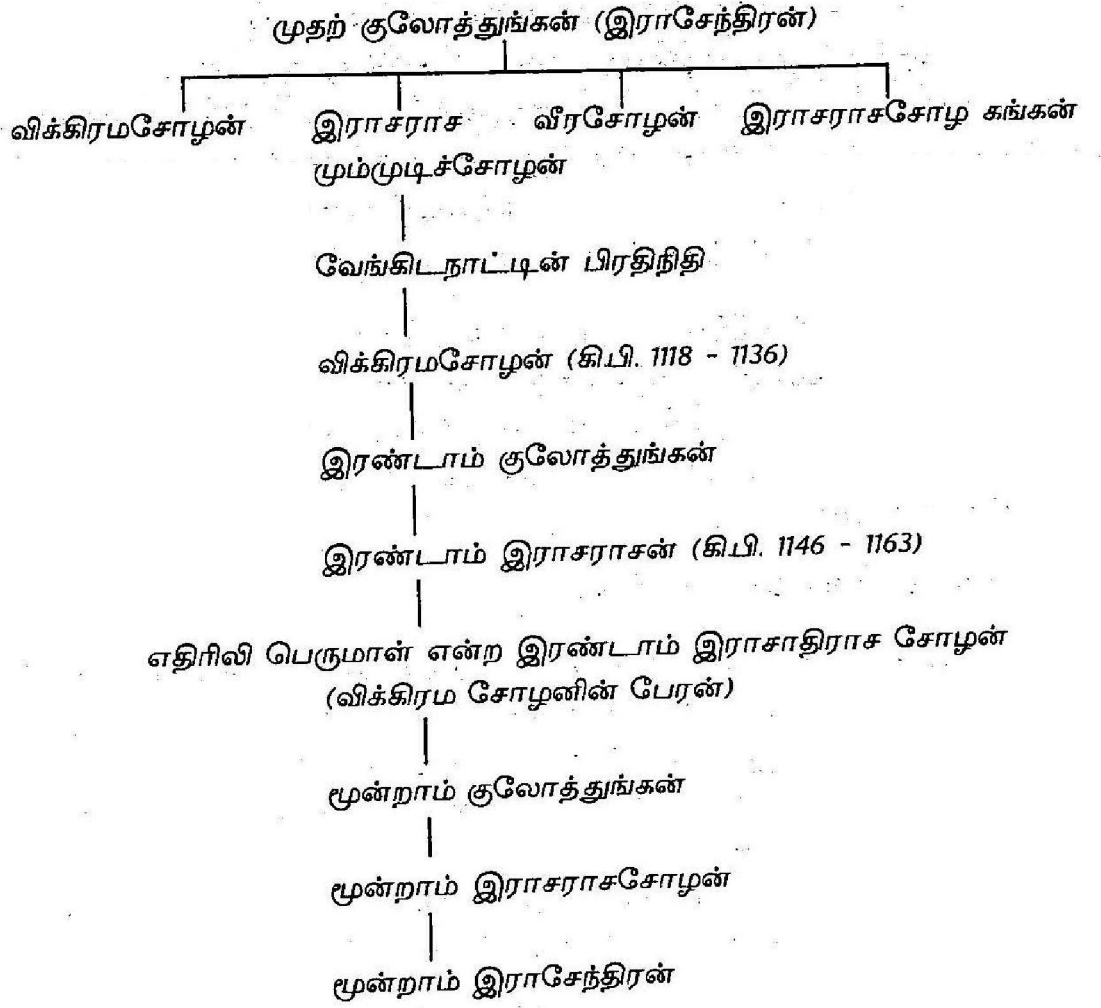 முதற் குலோத்துங்கன் (இராசேந்திரன்)
விக்கிரமசோழன் இராசராச வீரசோழன் இராசராசசோழ கங்கன்
மும்முடிச்சோழன்
வேங்கிடநாட்டின் பிரதிநிதி
விக்கிரமசோழன் (கி.பி. 1118 - 1136)
இரண்டாம் குலோத்துங்கன்
இரண்டாம் இராசராசன் (கி.பி. 1146 - 1163)
எதிரிலி பெருமாள் என்ற இரண்டாம் இராசாதிராச சோழன்
(விக்கிரம சோழனின் பேரன்)
மூன்றாம் குலோத்துங்கன்
மூன்றாம் இராசராசசோழன்
மூன்றாம் இராசேந்திரன்